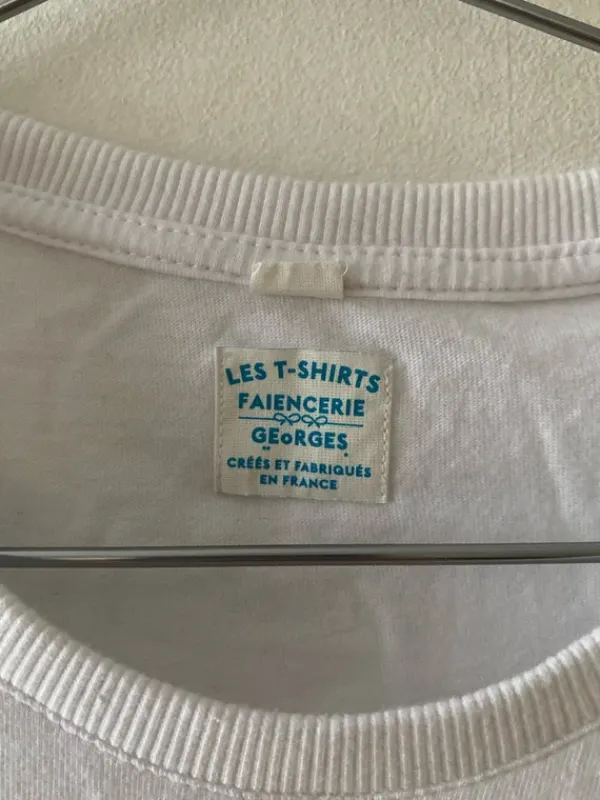 LES T-SHIRTS
FAIENCERIE
GEoRGES
CRÉÉS ET FABRIQUÉS
EN FRANCE